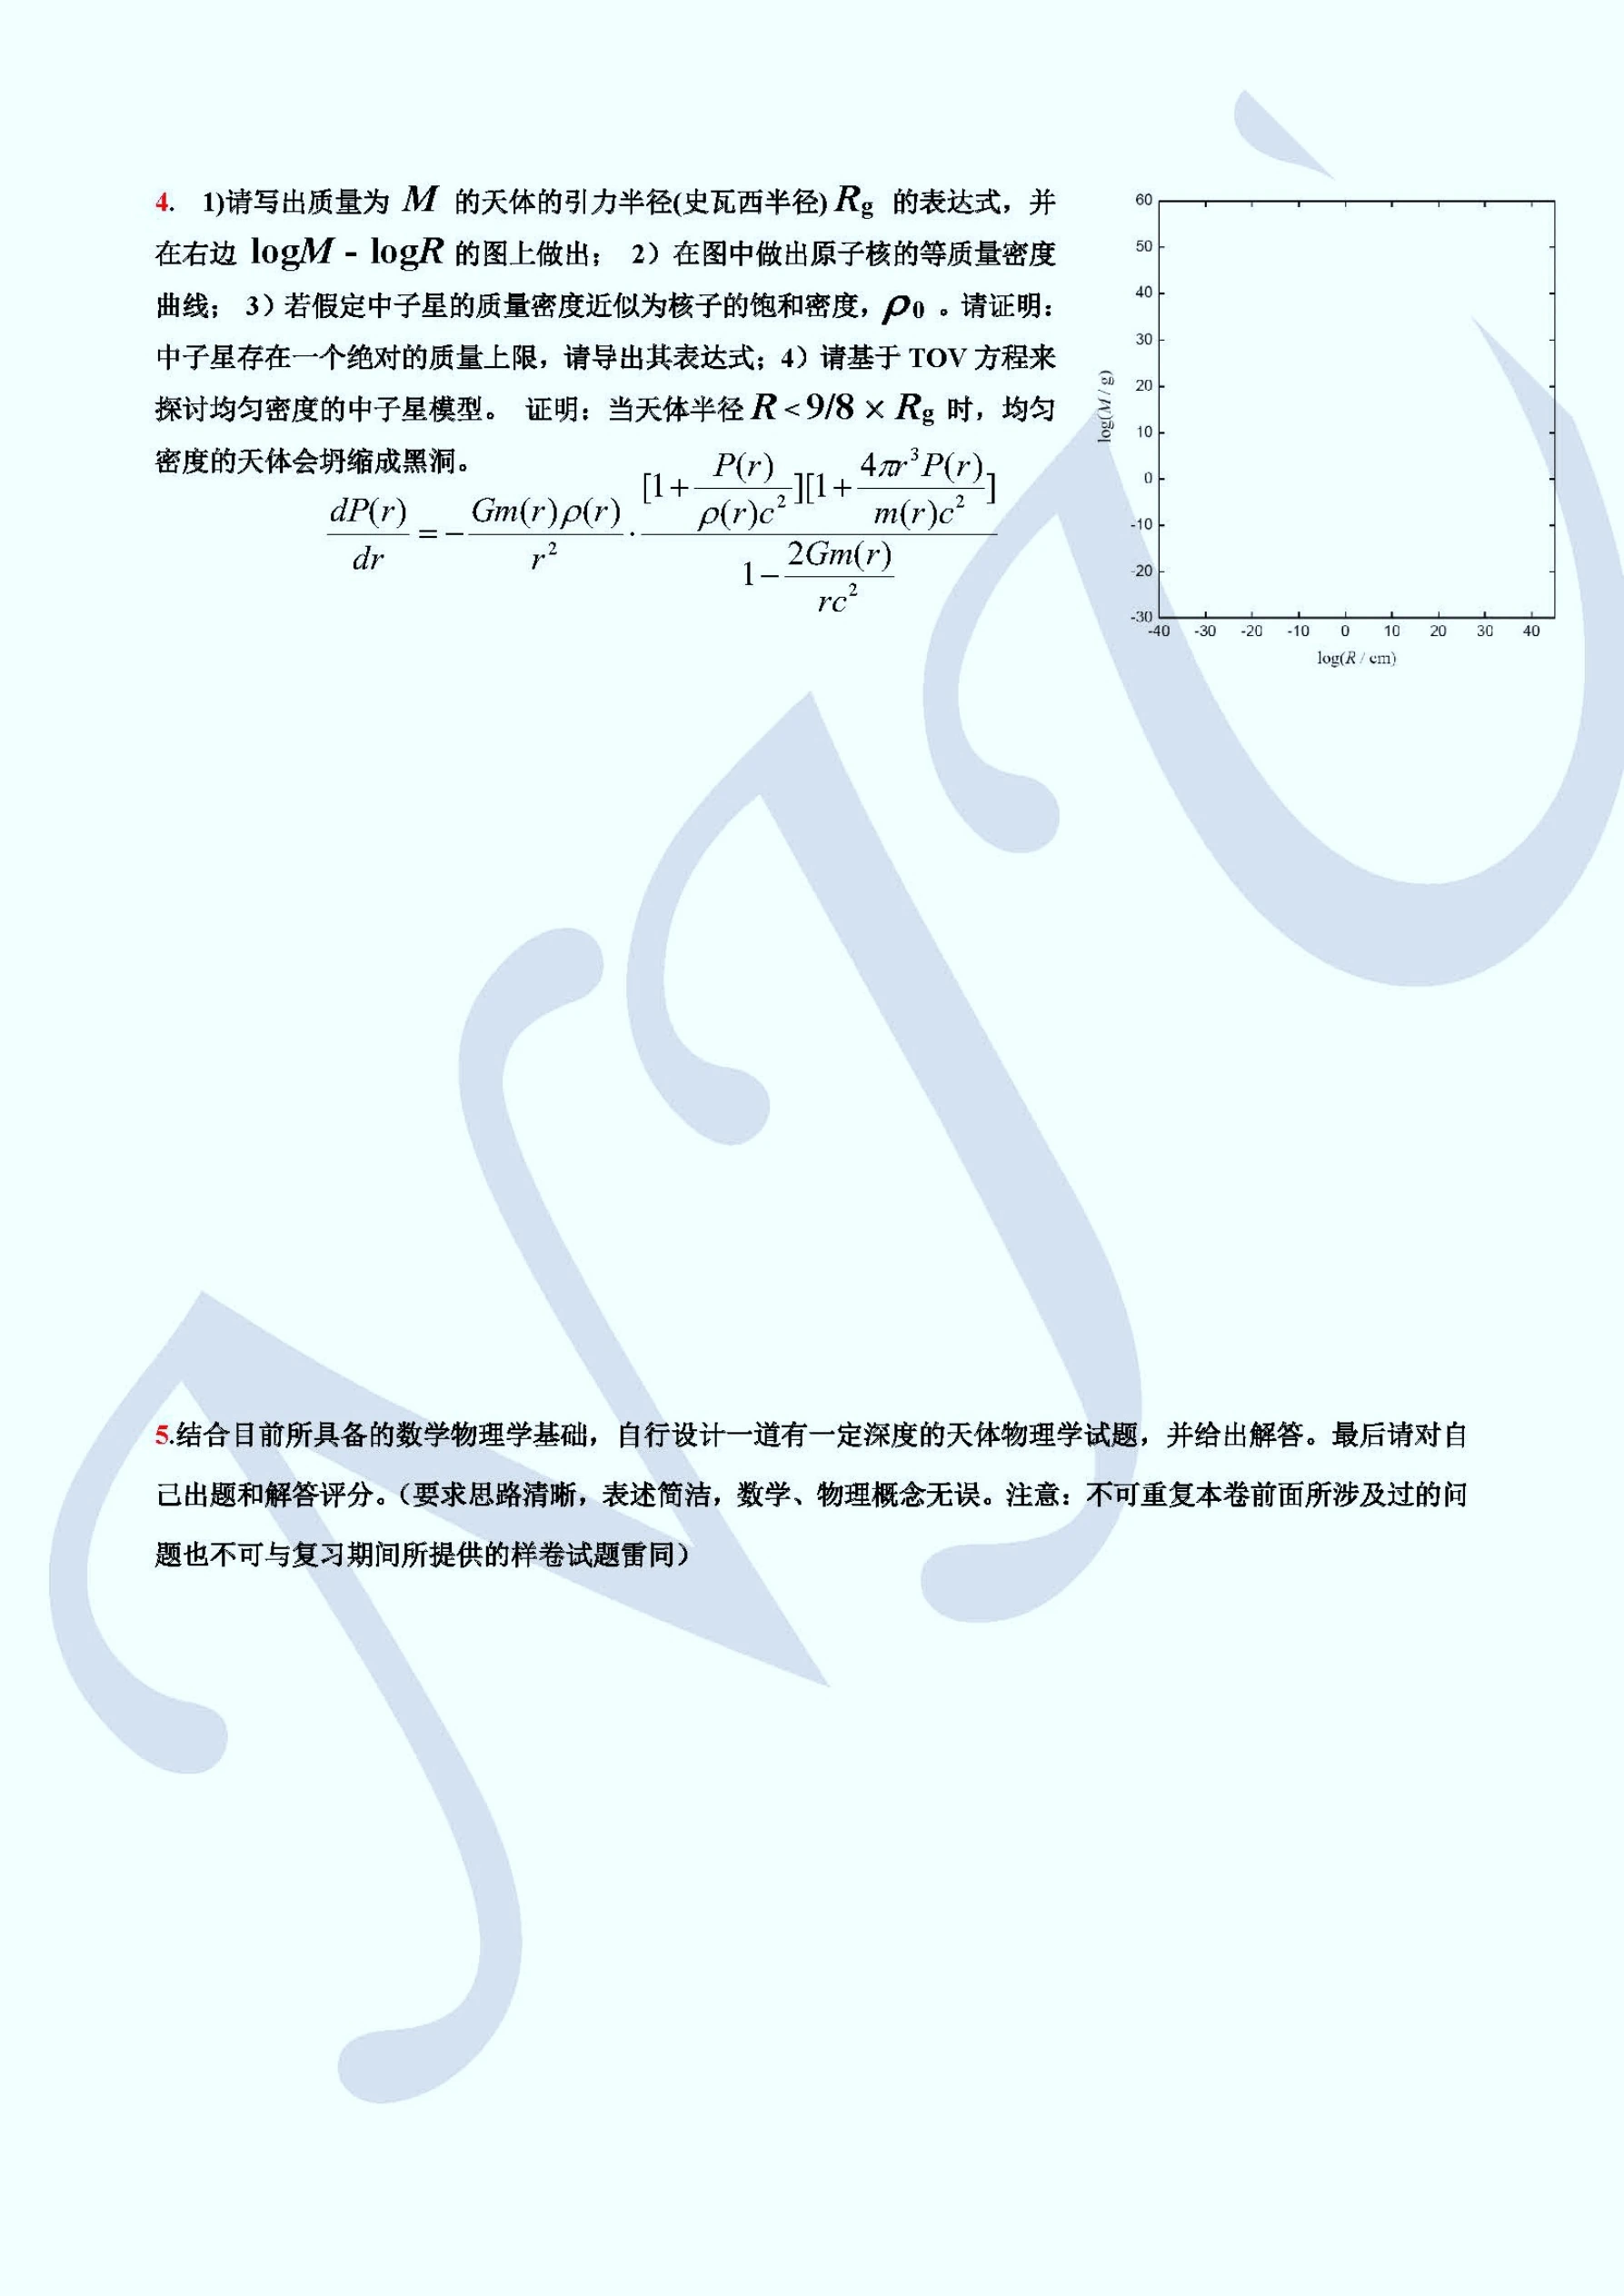 4. 1)请写出质量为 M 的天体的引力半径(史瓦西半径) Rg 的表达式，并
在右边 logM - logR 的图上做出； 2）在图中做出原子核的等质量密度
曲线； 3）若假定中子星的质量密度近似为核子的饱和密度，ρ0 。请证明：
中子星存在一个绝对的质量上限，请导出其表达式；4）请基于 TOV 方程来
探讨均匀密度的中子星模型。 证明：当天体半径 R < 9/8 × Rg 时，均匀
密度的天体会坍缩成黑洞。
dP(r)/dr = − Gm(r)ρ(r)/r² · [1+P(r)/ρ(r)c²][1+4πr³P(r)/m(r)c²] / 1−2Gm(r)/rc²
60
50
40
30
20
10
0
-10
-20
-30
log(M / g)
-40 -30 -20 -10 0 10 20 30 40
log(R / cm)
5.结合目前所具备的数学物理学基础，自行设计一道有一定深度的天体物理学试题，并给出解答。最后请对自
己出题和解答评分。（要求思路清晰，表述简洁，数学、物理概念无误。注意：不可重复本卷前面所涉及过的问
题也不可与复习期间所提供的样卷试题雷同）
NJU